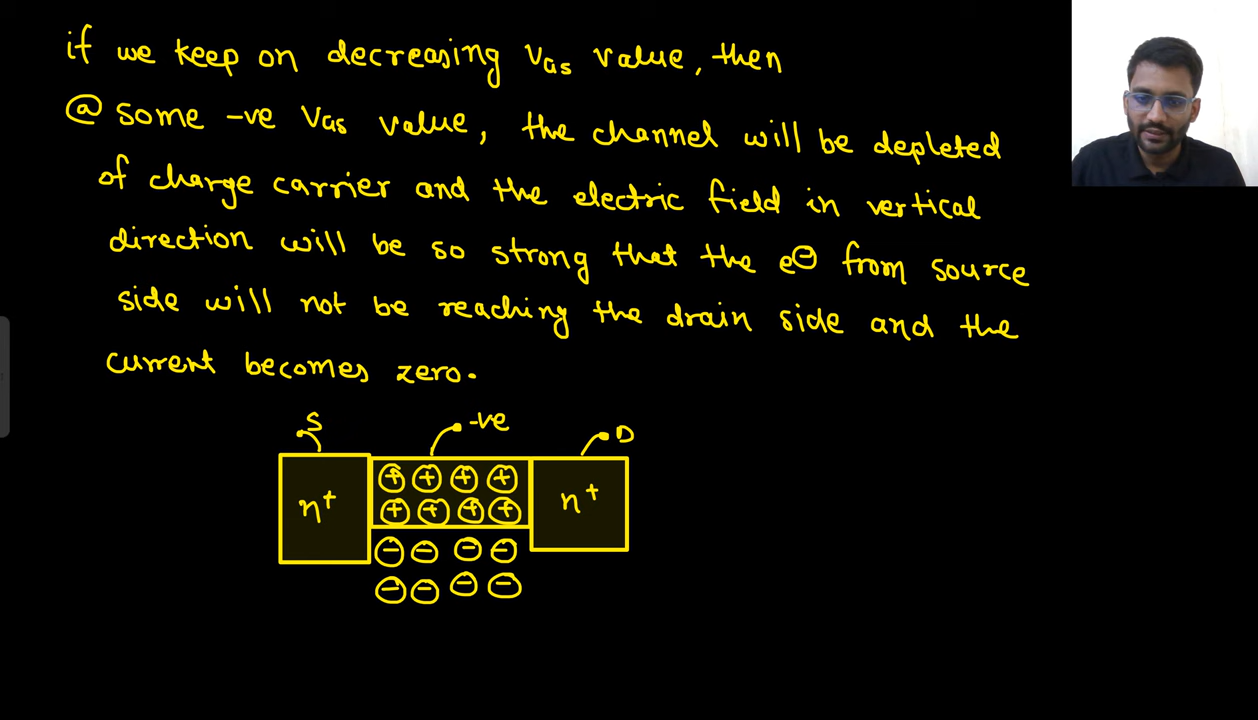 if we keep on decreasing VGS value, then
@ some -ve VGS value, the channel will be depleted
of charge carrier and the electric field in vertical
direction will be so strong that the e⊖ from source
side will not be reaching the drain side and the
current becomes zero.
S -ve D
n+ + + + + n+
+ + + +
- - - -
- - - -